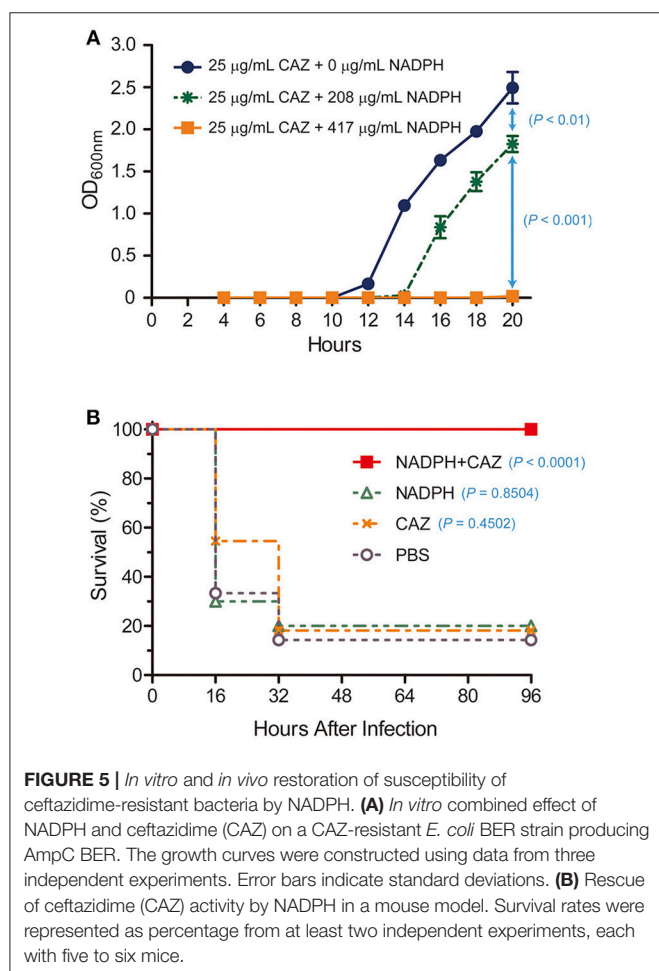 A
3.0
2.5
2.0
1.5
1.0
0.5
0
OD600nm
25 µg/mL CAZ + 0 µg/mL NADPH
25 µg/mL CAZ + 208 µg/mL NADPH
25 µg/mL CAZ + 417 µg/mL NADPH
(P < 0.01)
(P < 0.001)
0 2 4 6 8 10 12 14 16 18 20
Hours
B
100
80
60
40
20
0
Survival (%)
NADPH+CAZ (P < 0.0001)
NADPH (P = 0.8504)
CAZ (P = 0.4502)
PBS
0 16 32 48 64 80 96
Hours After Infection
FIGURE 5 | In vitro and in vivo restoration of susceptibility of
ceftazidime-resistant bacteria by NADPH. (A) In vitro combined effect of
NADPH and ceftazidime (CAZ) on a CAZ-resistant E. coli BER strain producing
AmpC BER. The growth curves were constructed using data from three
independent experiments. Error bars indicate standard deviations. (B) Rescue
of ceftazidime (CAZ) activity by NADPH in a mouse model. Survival rates were
represented as percentage from at least two independent experiments, each
with five to six mice.